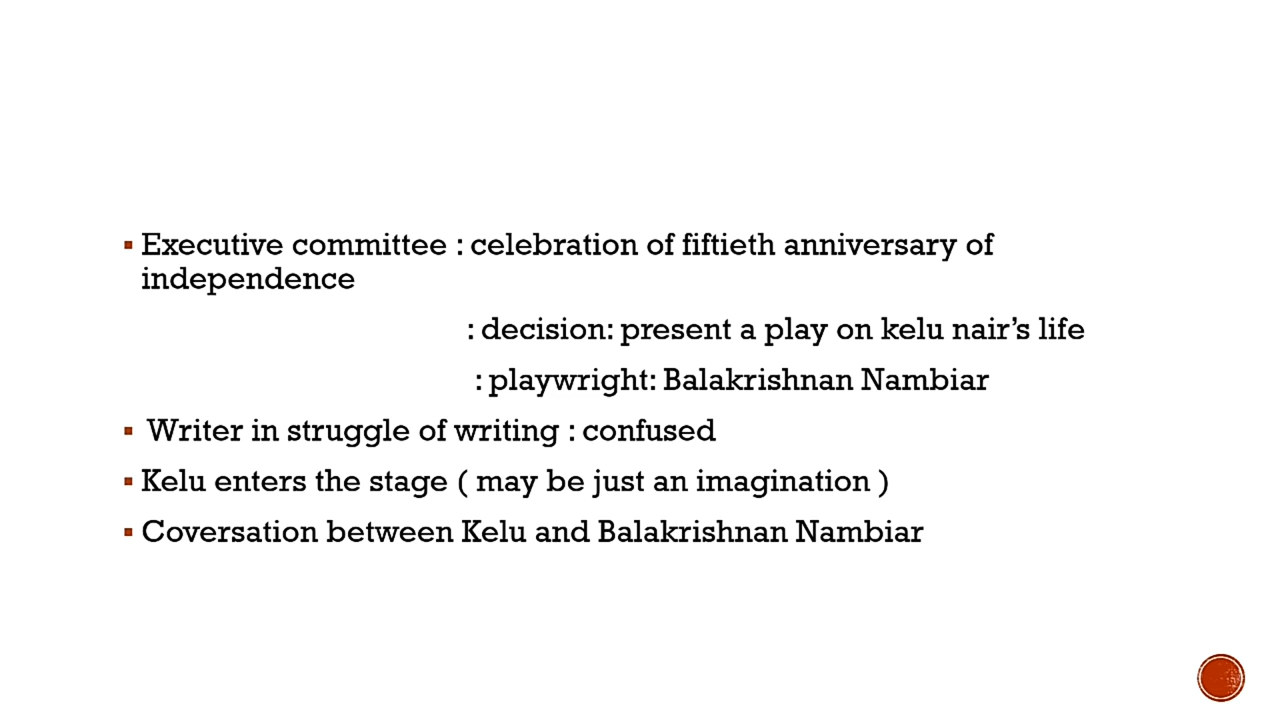 Executive committee : celebration of fiftieth anniversary of
independence
: decision: present a play on kelu nair’s life
: playwright: Balakrishnan Nambiar
Writer in struggle of writing : confused
Kelu enters the stage ( may be just an imagination )
Coversation between Kelu and Balakrishnan Nambiar